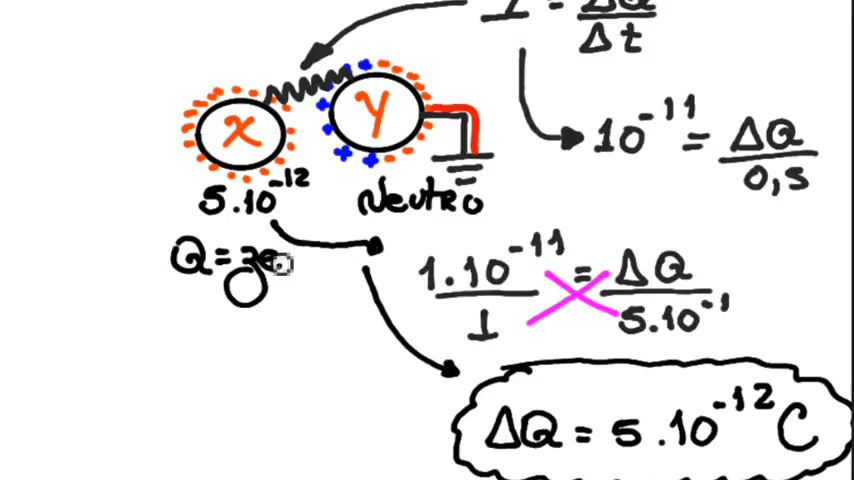 I = ΔQ / Δt
10⁻¹¹ = ΔQ / 0,5
X
Y
5.10⁻¹²
Neutro
Q =
1.10⁻¹¹ / 1 = ΔQ / 5.10⁻¹
ΔQ = 5.10⁻¹² C